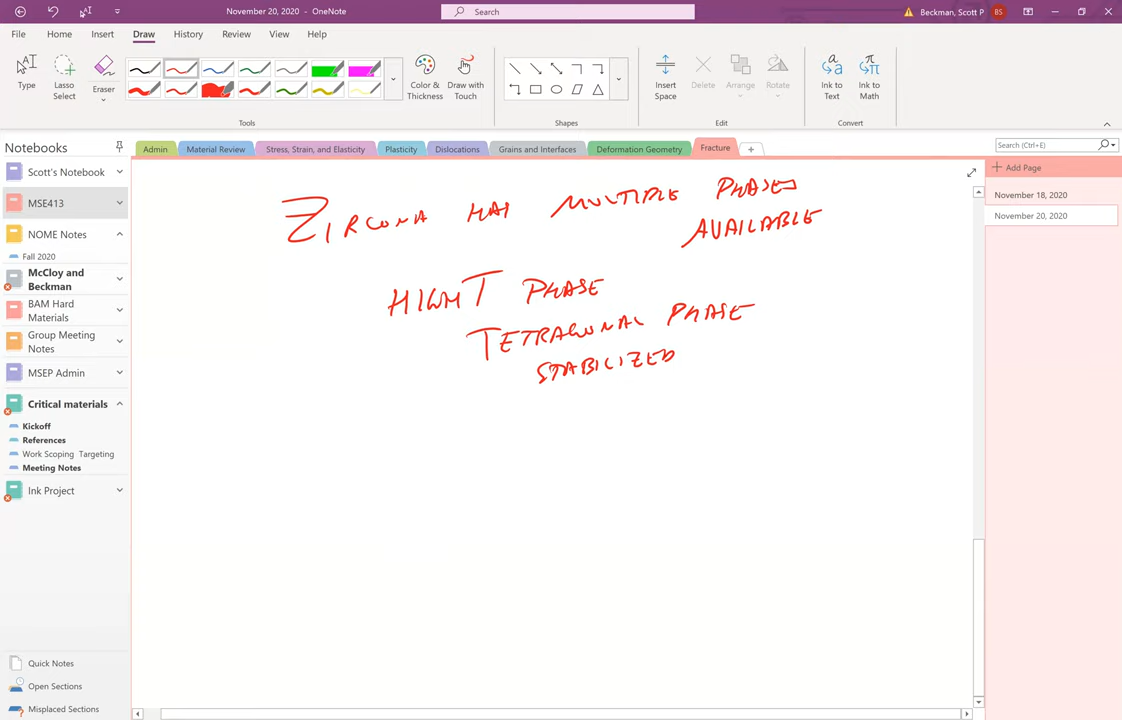 November 20, 2020 - OneNote
Search
Beckman, Scott P
BS
File Home Insert Draw History Review View Help
Type
Lasso Select
Eraser
Color & Thickness
Draw with Touch
Insert Space
Delete
Arrange
Rotate
Ink to Text
Ink to Math
Tools
Shapes
Edit
Convert
Notebooks
Admin Material Review Stress, Strain, and Elasticity Plasticity Dislocations Grains and Interfaces Deformation Geometry Fracture
Search (Ctrl+E)
Scott's Notebook
MSE413
NOME Notes
Fall 2020
McCloy and Beckman
BAM Hard Materials
Group Meeting Notes
MSEP Admin
Critical materials
Kickoff
References
Work Scoping Targeting
Meeting Notes
Ink Project
Quick Notes
Open Sections
Misplaced Sections
ZIRCONIA HAS MULTIPLE PHASES
AVAILABLE
HIGH T PHASE
TETRAGONAL PHASE
STABILIZED
Add Page
November 18, 2020
November 20, 2020